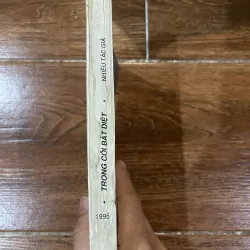 NHIỀU TÁC GIẢ • TRONG CÕI BẤT DIỆT • 1995